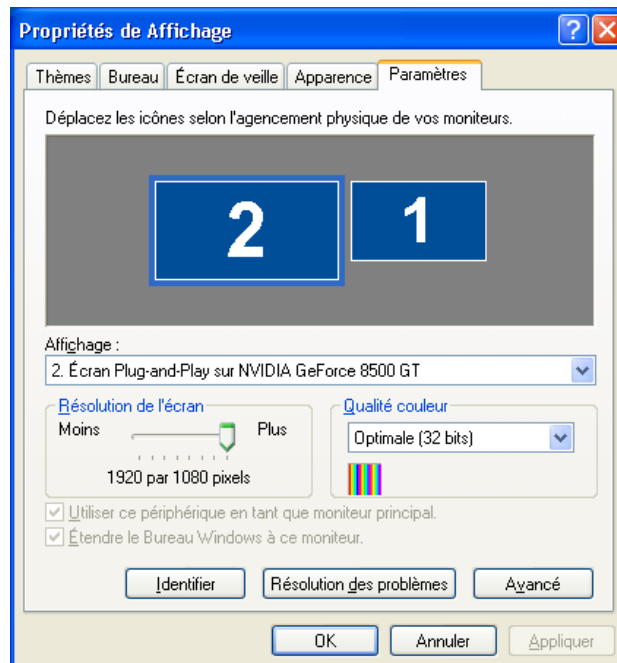 Propriétés de Affichage
Thèmes Bureau Écran de veille Apparence Paramètres
Déplacez les icônes selon l'agencement physique de vos moniteurs.
2 1
Affichage :
2. Écran Plug-and-Play sur NVIDIA GeForce 8500 GT
Résolution de l'écran Qualité couleur
Moins Plus Optimale (32 bits)
1920 par 1080 pixels
Utiliser ce périphérique en tant que moniteur principal.
Étendre le Bureau Windows à ce moniteur.
Identifier Résolution des problèmes Avancé
OK Annuler Appliquer